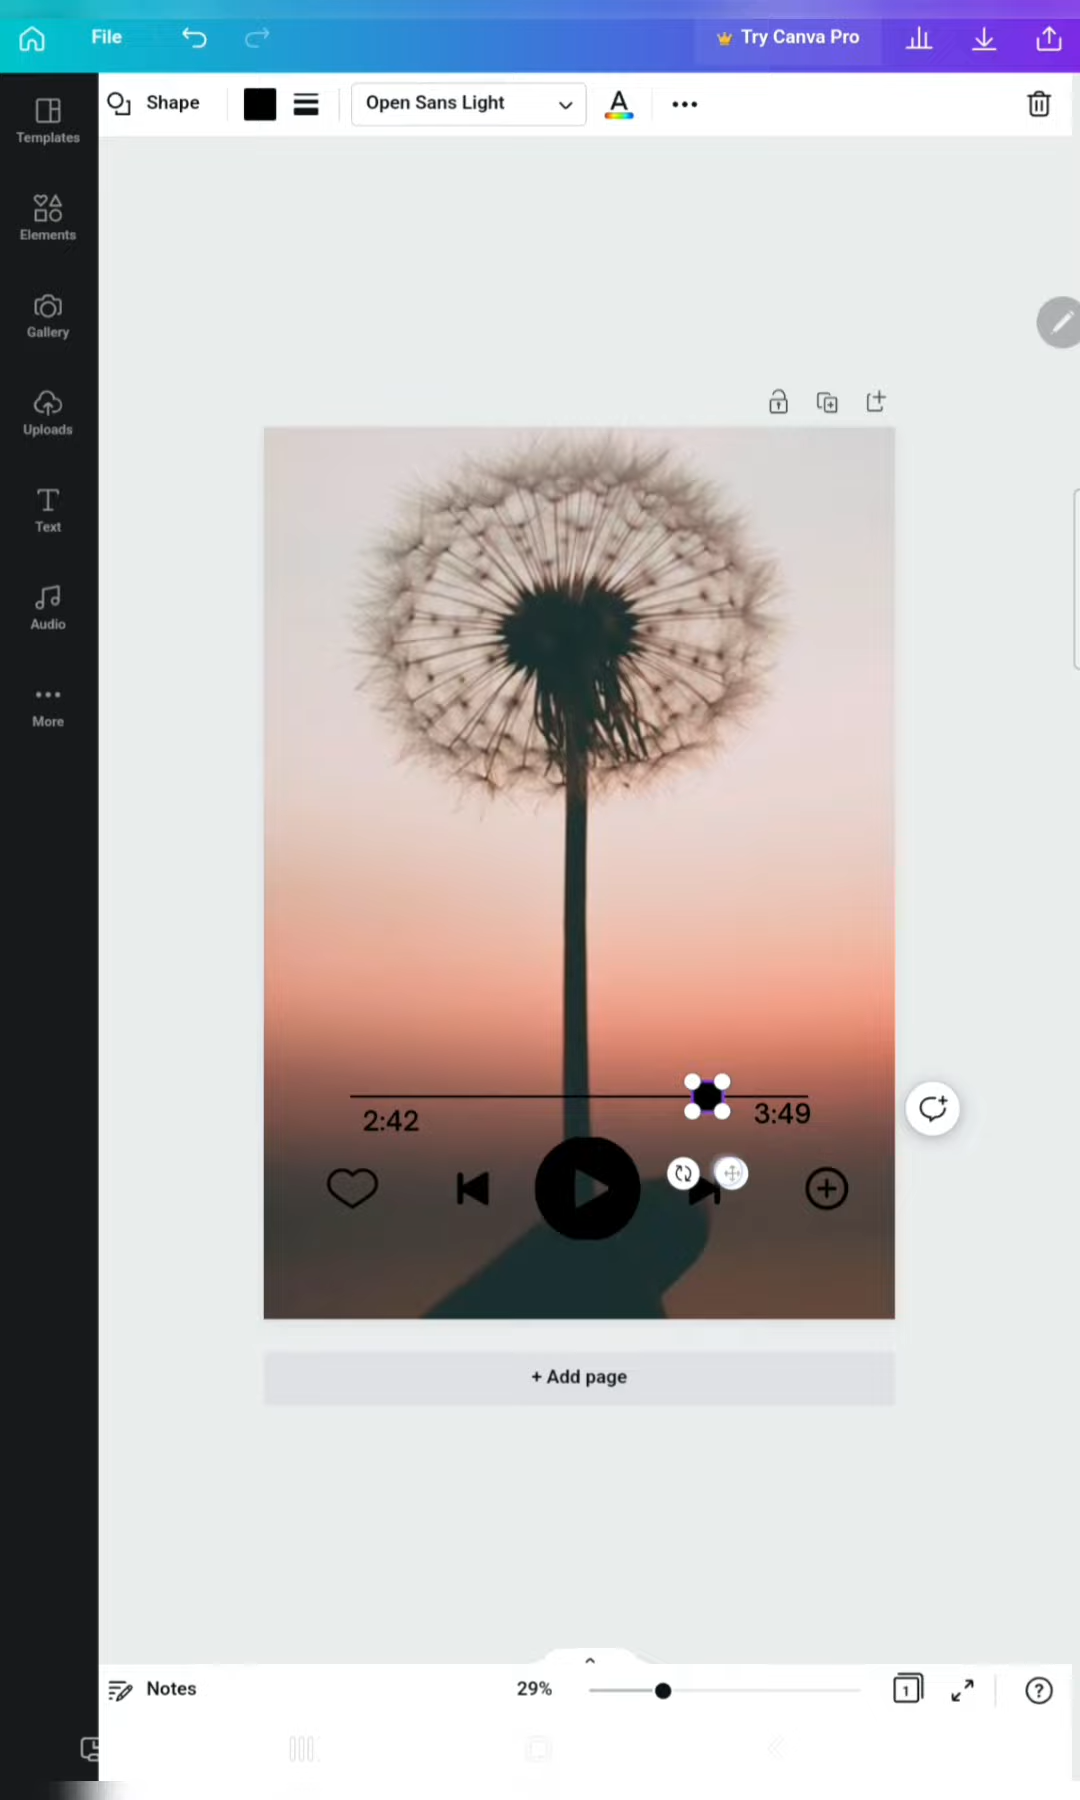 File
Try Canva Pro
Shape
Open Sans Light
A
Templates
Elements
Gallery
Uploads
Text
Audio
More
2:42
3:49
+ Add page
Notes
29%
1
?